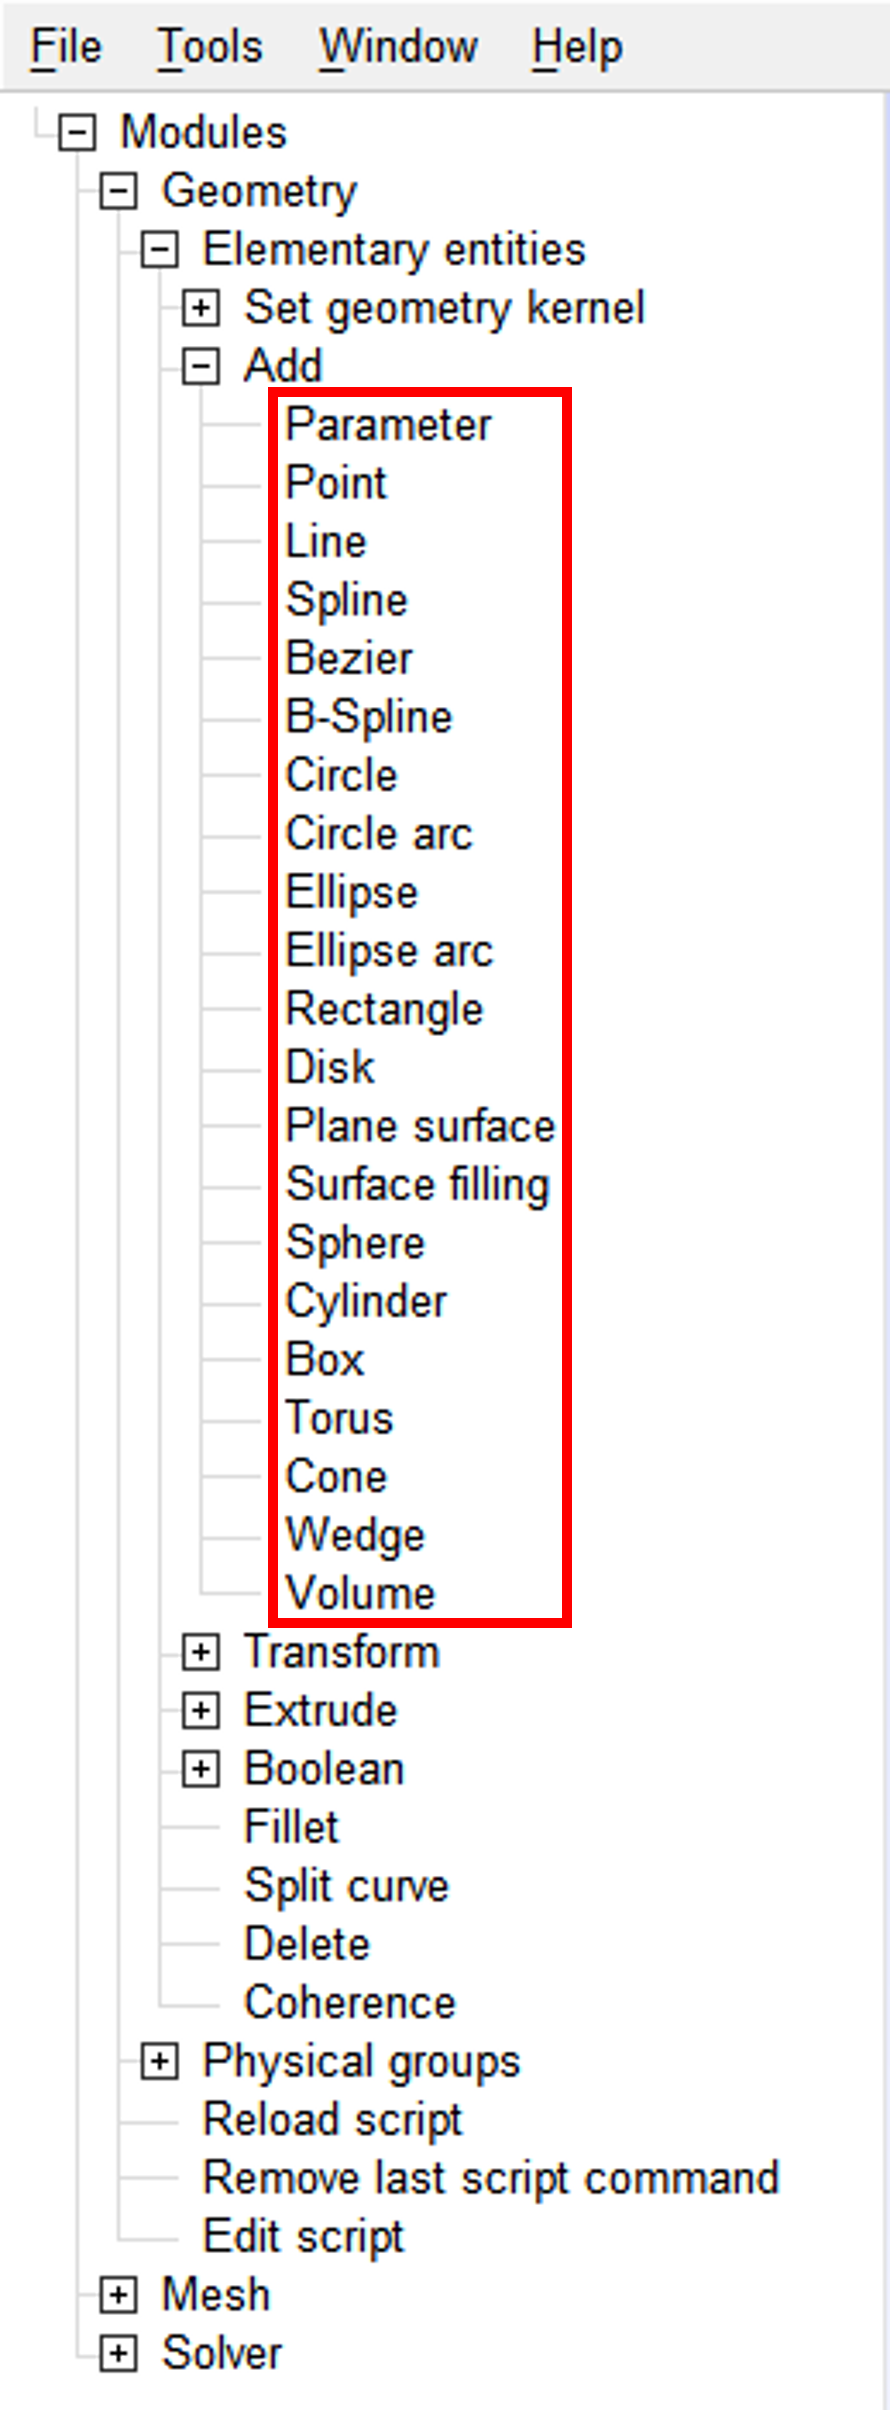 File Tools Window Help
Modules
Geometry
Elementary entities
Set geometry kernel
Add
Parameter
Point
Line
Spline
Bezier
B-Spline
Circle
Circle arc
Ellipse
Ellipse arc
Rectangle
Disk
Plane surface
Surface filling
Sphere
Cylinder
Box
Torus
Cone
Wedge
Volume
Transform
Extrude
Boolean
Fillet
Split curve
Delete
Coherence
Physical groups
Reload script
Remove last script command
Edit script
Mesh
Solver